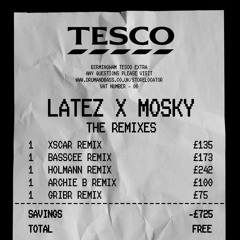 TESCO
BIRMINGHAM TESCO EXTRA
ANY QUESTIONS PLEASE VISIT
WWW.DRUMANDBASS.CO.UK/STORELOCATOR
VAT NUMBER - 06
LATEZ X MOSKY
THE REMIXES
1 XSCAR REMIX £135
1 BASSCEE REMIX £173
1 HOLMANN REMIX £242
1 ARCHIE B REMIX £100
1 GRIBR REMIX £75
SAVINGS -£725
TOTAL FREE